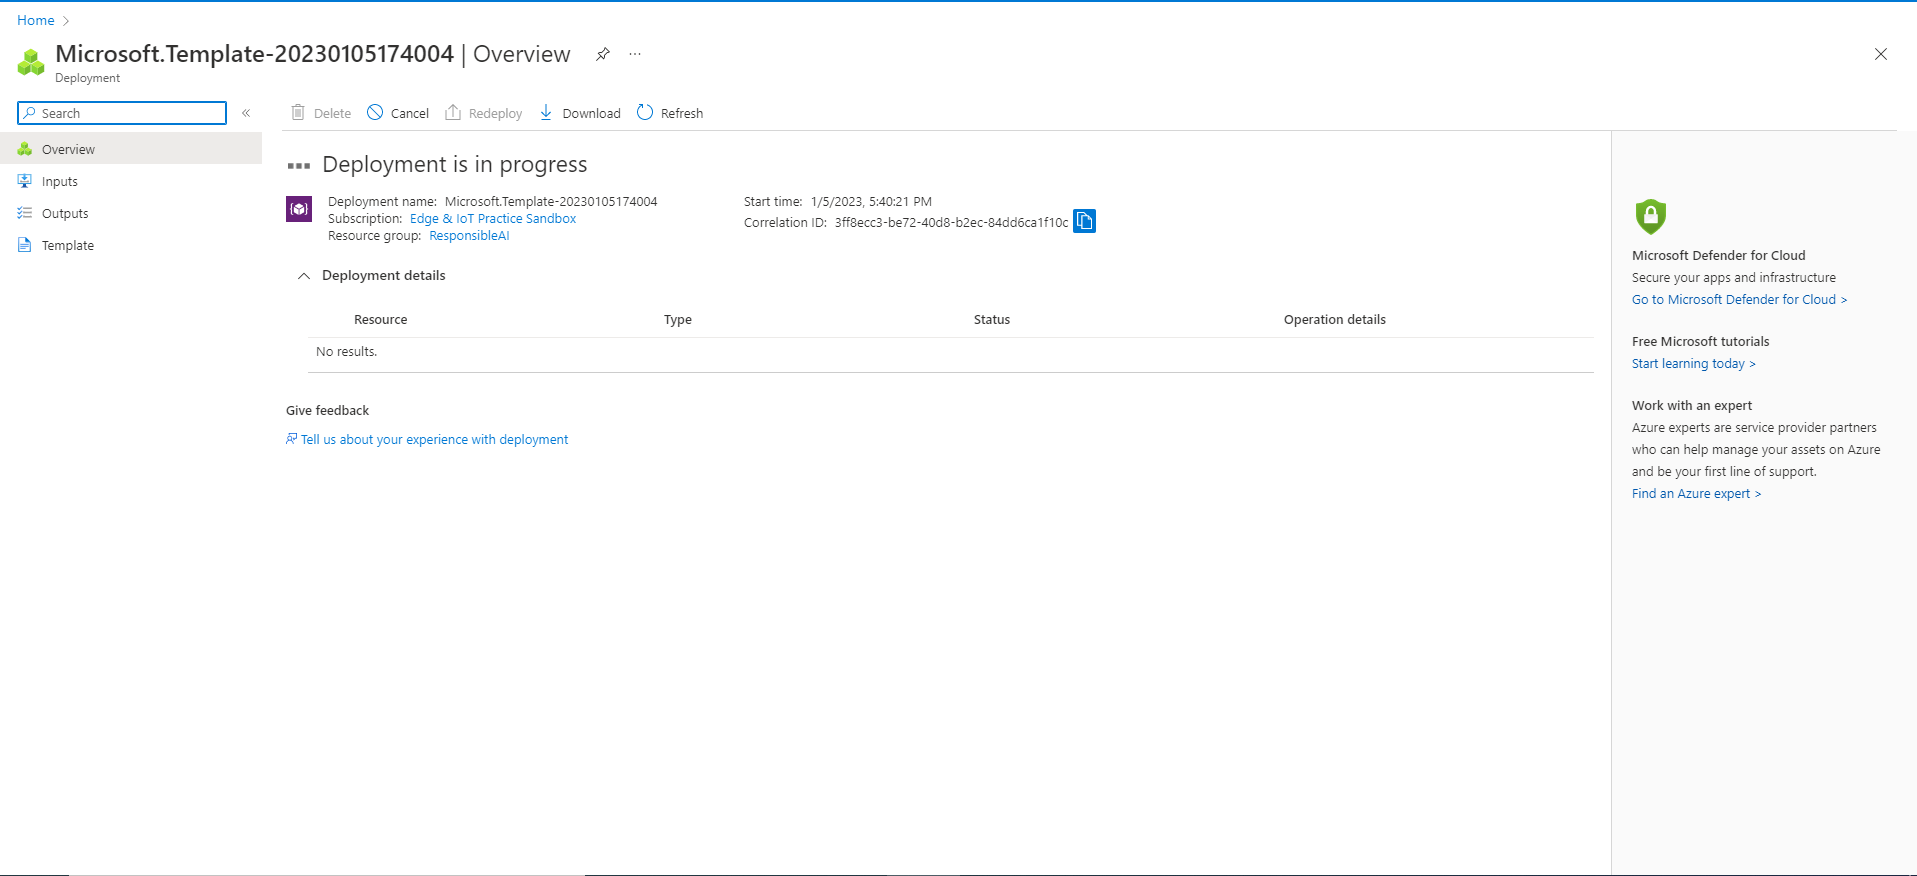 Home
Microsoft.Template-20230105174004 | Overview
Deployment
Search
Delete
Cancel
Redeploy
Download
Refresh
Overview
Inputs
Outputs
Template
Deployment is in progress
Deployment name: Microsoft.Template-20230105174004
Subscription: Edge & IoT Practice Sandbox
Resource group: ResponsibleAI
Start time: 1/5/2023, 5:40:21 PM
Correlation ID: 3ff8ecc3-be72-40d8-b2ec-84dd6ca1f10c
Deployment details
Resource Type Status Operation details
No results.
Give feedback
Tell us about your experience with deployment
Microsoft Defender for Cloud
Secure your apps and infrastructure
Go to Microsoft Defender for Cloud >
Free Microsoft tutorials
Start learning today >
Work with an expert
Azure experts are service provider partners
who can help manage your assets on Azure
and be your first line of support.
Find an Azure expert >